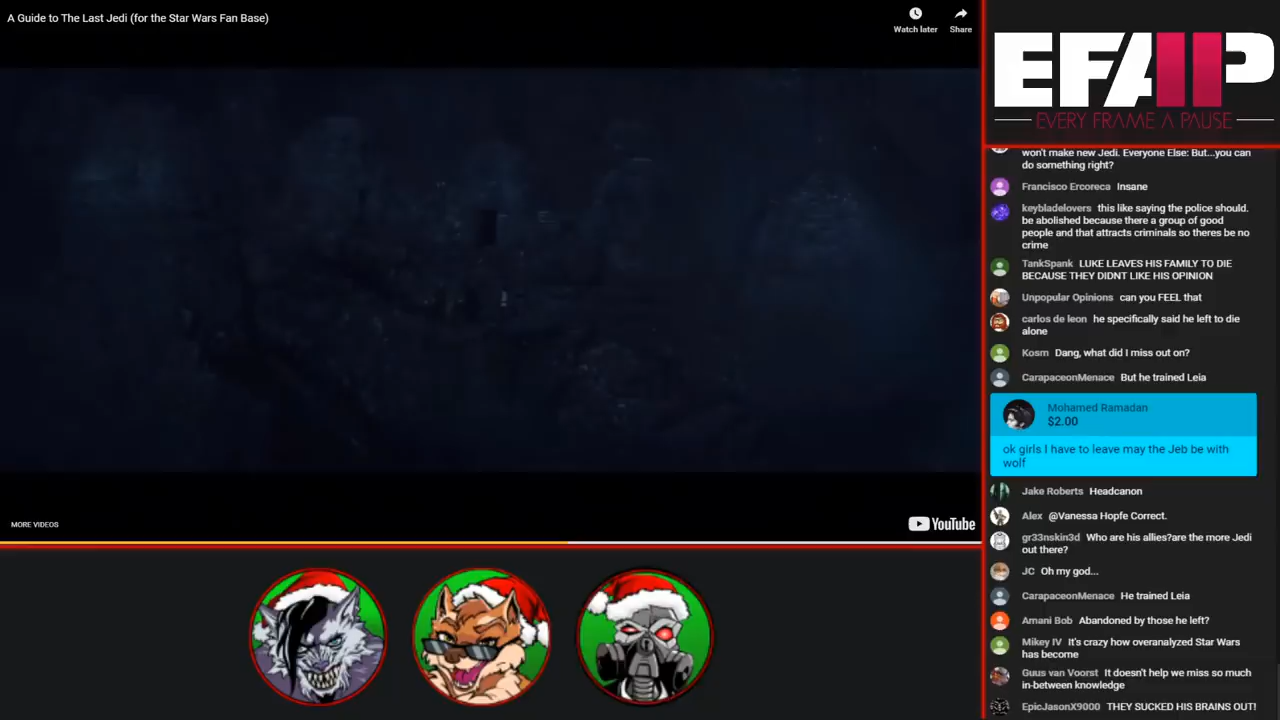 A Guide to The Last Jedi (for the Star Wars Fan Base)
Watch later
Share
MORE VIDEOS
YouTube
EFAP
EVERY FRAME A PAUSE
won't make new Jedi. Everyone Else: But...you can
do something right?
Francisco Ercoreca Insane
keybladelovers this like saying the police should.
be abolished because there a group of good
people and that attracts criminals so theres be no
crime
TankSpank LUKE LEAVES HIS FAMILY TO DIE
BECAUSE THEY DIDNT LIKE HIS OPINION
Unpopular Opinions can you FEEL that
carlos de leon he specifically said he left to die
alone
Kosm Dang, what did I miss out on?
CarapaceonMenace But he trained Leia
Mohamed Ramadan
$2.00
ok girls I have to leave may the Jeb be with
wolf
Jake Roberts Headcanon
Alex @Vanessa Hopfe Correct.
gr33nskin3d Who are his allies?are the more Jedi
out there?
JC Oh my god...
CarapaceonMenace He trained Leia
Amani Bob Abandoned by those he left?
Mikey IV It's crazy how overanalyzed Star Wars
has become
Guus van Voorst It doesn't help we miss so much
in-between knowledge
EpicJasonX9000 THEY SUCKED HIS BRAINS OUT!